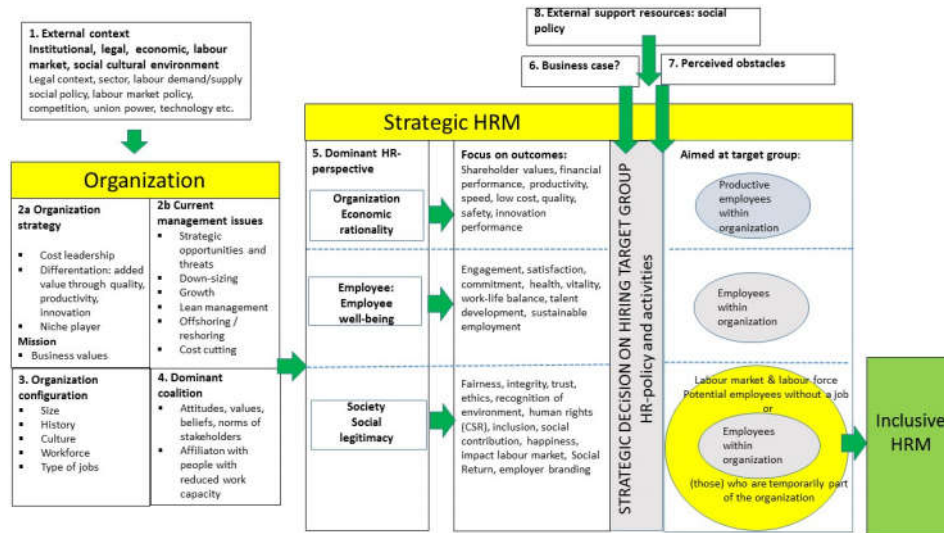 1. External context
Institutional, legal, economic, labour
market, social cultural environment
Legal context, sector, labour demand/supply
social policy, labour market policy,
competition, union power, technology etc.
8. External support resources: social
policy
6. Business case?
7. Perceived obstacles
Strategic HRM
Organization
2a Organization
strategy
▪ Cost leadership
▪ Differentation: added
value through quality,
productivity,
innovation
▪ Niche player
Mission
▪ Business values
2b Current
management issues
▪ Strategic
opportunities and
threats
▪ Down-sizing
▪ Growth
▪ Lean management
▪ Offshoring /
reshoring
▪ Cost cutting
3. Organization
configuration
▪ Size
▪ History
▪ Culture
▪ Workforce
▪ Type of jobs
4. Dominant
coalition
▪ Attitudes, values,
beliefs, norms of
stakeholders
▪ Affiliaton with
people with
reduced work
capacity
5. Dominant HR-
perspective
Organization
Economic
rationality
Employee:
Employee
well-being
Society
Social
legitimacy
Focus on outcomes:
Shareholder values, financial
performance, productivity,
speed, low cost, quality,
safety, innovation
performance
Engagement, satisfaction,
commitment, health, vitality,
work-life balance, talent
development, sustainable
employment
Fairness, integrity, trust,
ethics, recognition of
environment, human rights
(CSR), inclusion, social
contribution, happiness,
impact labour market, Social
Return, employer branding
STRATEGIC DECISION ON HIRING TARGET GROUP
HR-policy and activities
Aimed at target group:
Productive
employees
within
organization
Employees
within
organization
Labour market & labour force
Potential employees without a job
or
Employees
within
organization
(those) who are temporarily part
of the organization
Inclusive
HRM